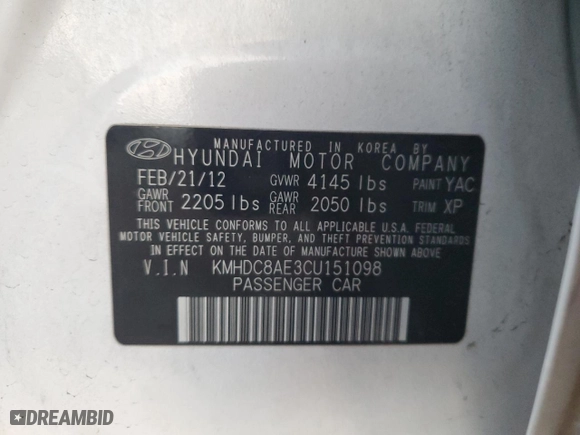 MANUFACTURED IN KOREA BY
HYUNDAI MOTOR COMPANY
FEB/21/12 GVWR 4145 lbs PAINT YAC
GAWR FRONT 2205 lbs GAWR REAR 2050 lbs TRIM XP
THIS VEHICLE CONFORMS TO ALL APPLICABLE U.S.A. FEDERAL
MOTOR VEHICLE SAFETY, BUMPER, AND THEFT PREVENTION STANDARDS
IN EFFECT ON THE DATE OF MANUFACTURE SHOWN ABOVE
V.I.N KMHDC8AE3CU151098
PASSENGER CAR
DREAMBID